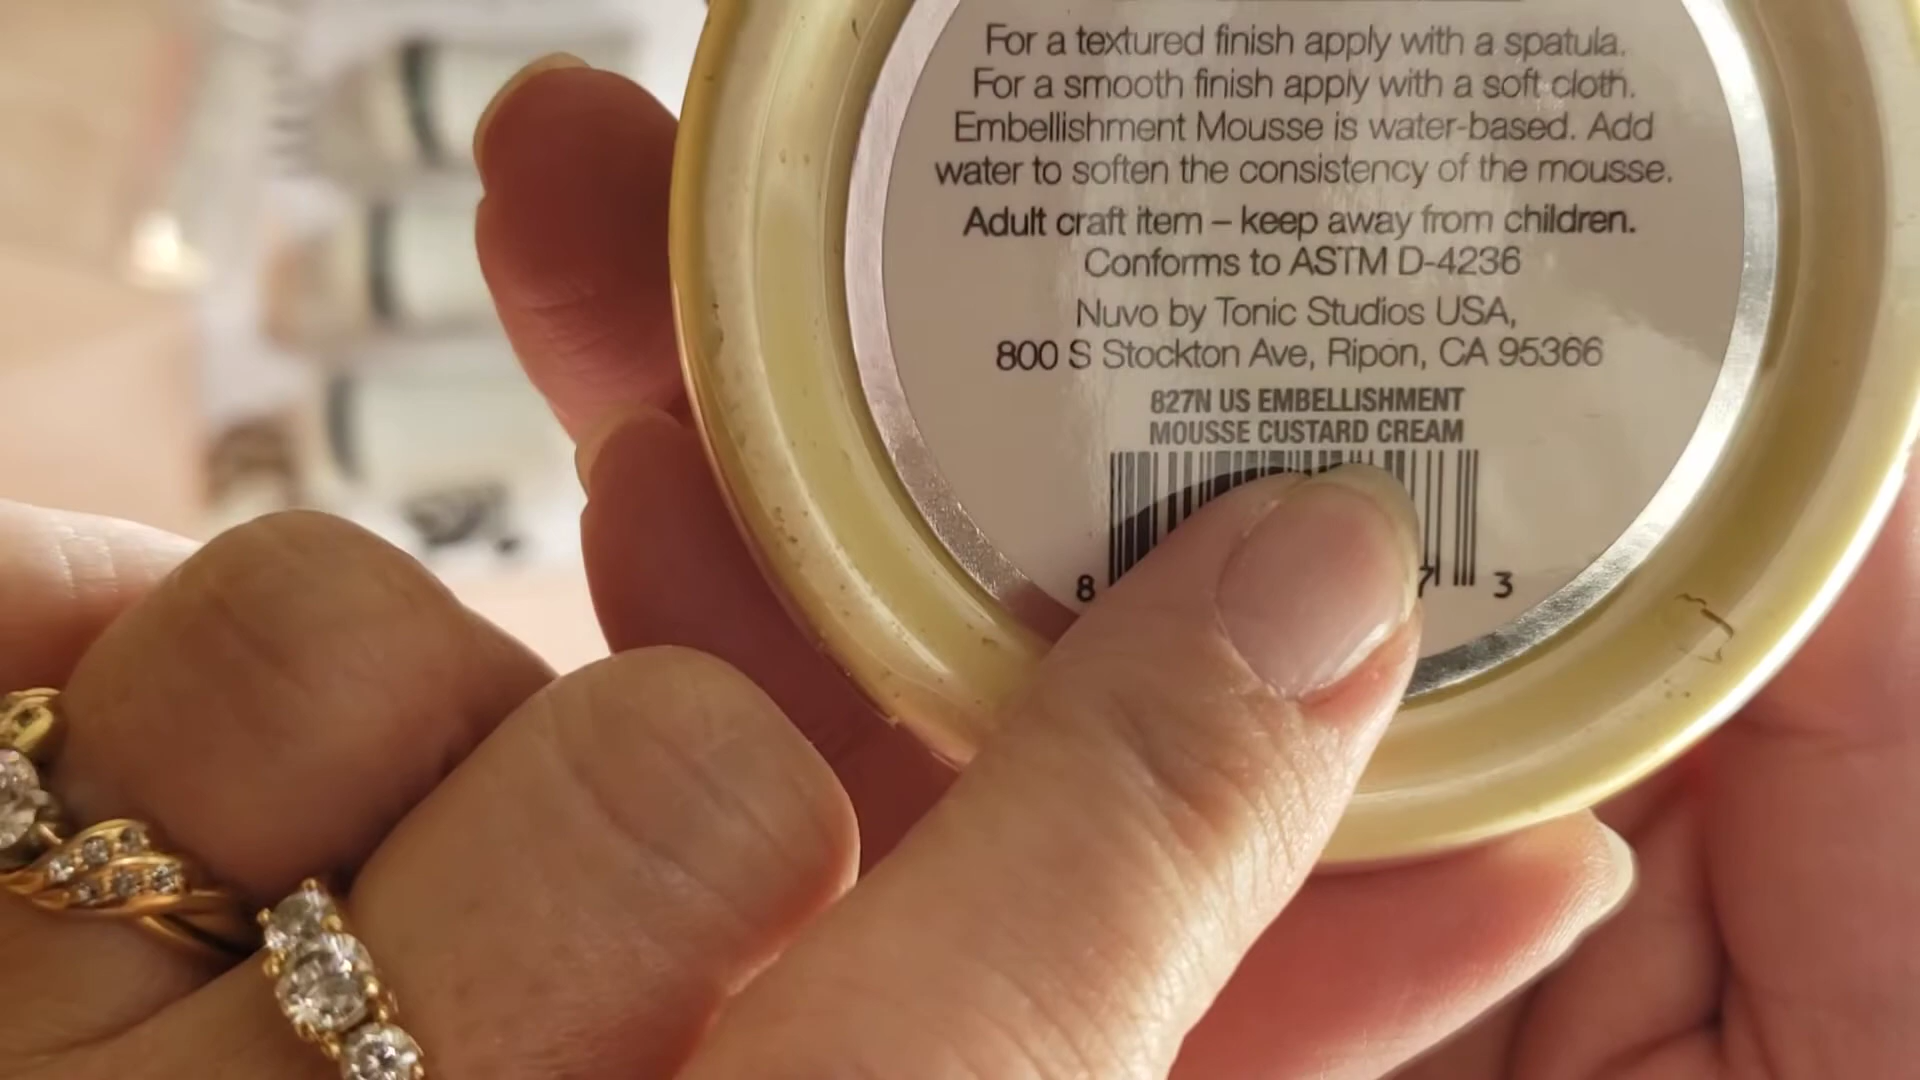 For a textured finish apply with a spatula.
For a smooth finish apply with a soft cloth.
Embellishment Mousse is water-based. Add
water to soften the consistency of the mousse.
Adult craft item – keep away from children.
Conforms to ASTM D-4236
Nuvo by Tonic Studios USA,
800 S Stockton Ave, Ripon, CA 95366
827N US EMBELLISHMENT
MOUSSE CUSTARD CREAM
8 7 3